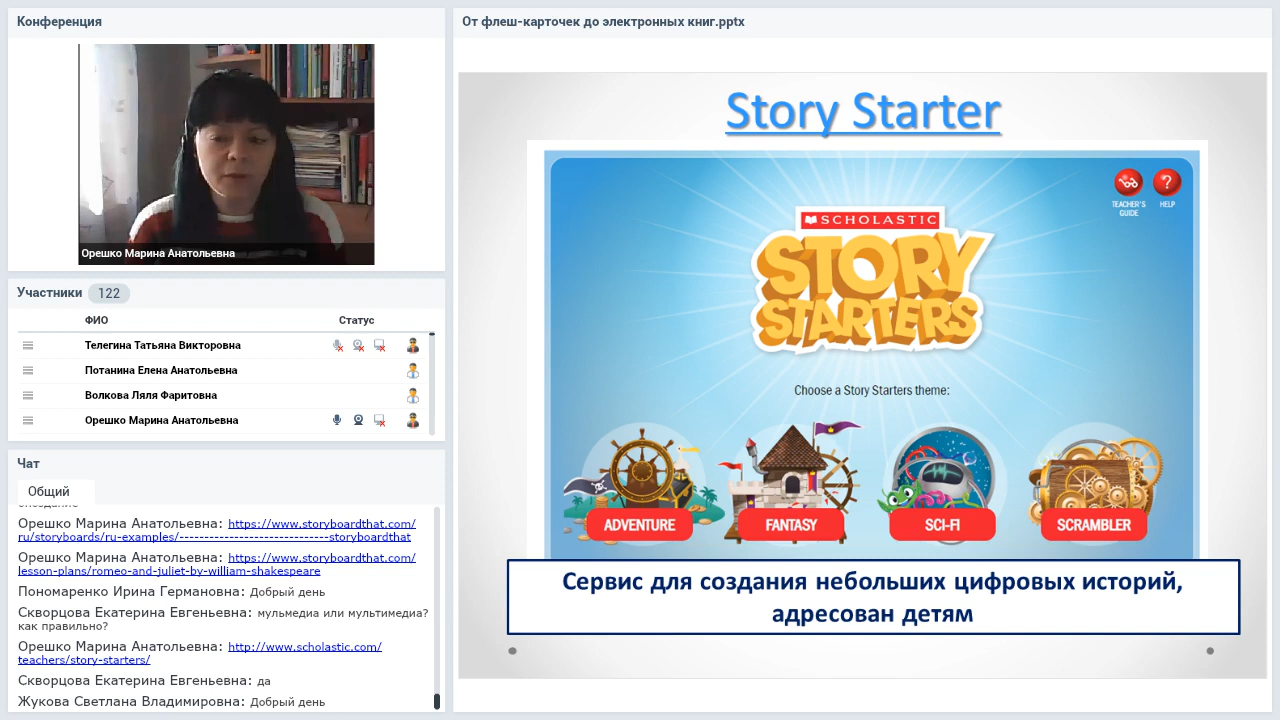 Конференция
Орешко Марина Анатольевна
Участники 122
ФИО Статус
Телегина Татьяна Викторовна
Потанина Елена Анатольевна
Волкова Ляля Фаритовна
Орешко Марина Анатольевна
Чат
Общий
Орешко Марина Анатольевна: https://www.storyboardthat.com/
ru/storyboards/ru-examples/------------------------------storyboardthat
Орешко Марина Анатольевна: https://www.storyboardthat.com/
lesson-plans/romeo-and-juliet-by-william-shakespeare
Пономаренко Ирина Германовна: Добрый день
Скворцова Екатерина Евгеньевна: мульмедиа или мультимедиа?
как правильно?
Орешко Марина Анатольевна: http://www.scholastic.com/
teachers/story-starters/
Скворцова Екатерина Евгеньевна: да
Жукова Светлана Владимировна: Добрый день
От флеш-карточек до электронных книг.pptx
Story Starter
TEACHER'S
GUIDE
?
HELP
SCHOLASTIC
STORY
STARTERS
Choose a Story Starters theme:
ADVENTURE
FANTASY
SCI-FI
SCRAMBLER
Сервис для создания небольших цифровых историй,
адресован детям